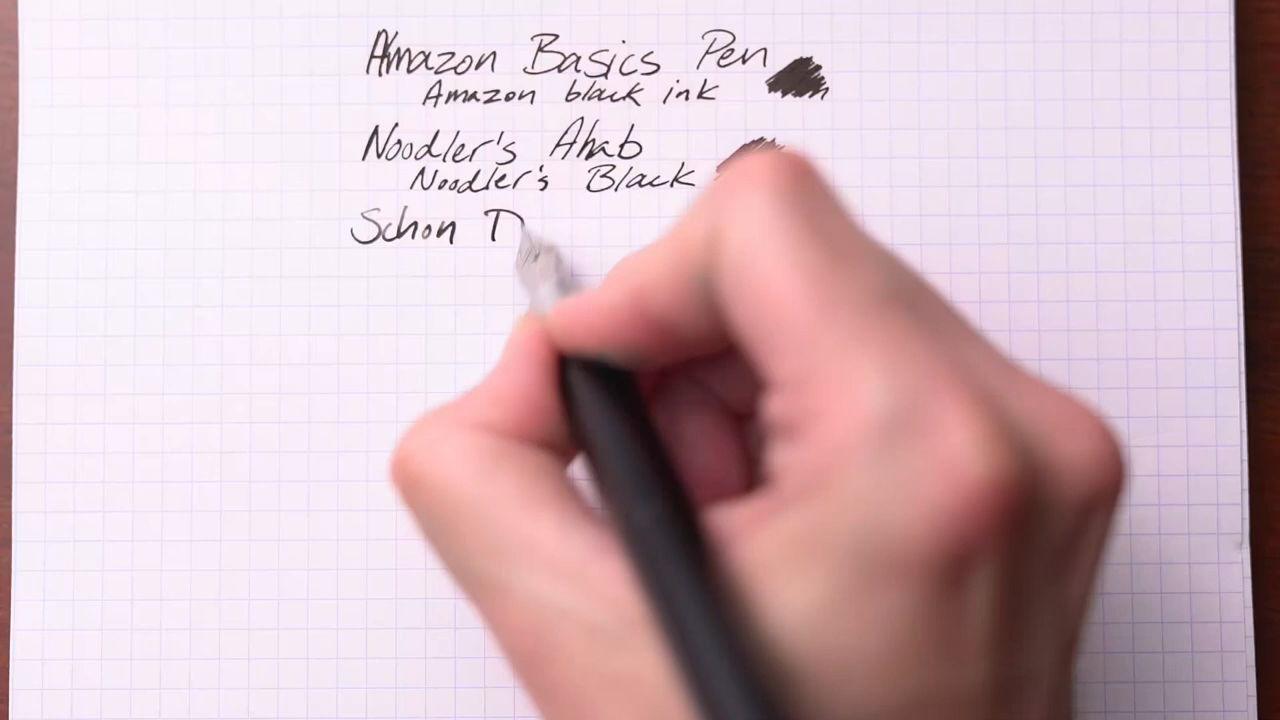 Amazon Basics Pen
Amazon black ink
Noodler's Ahab
Noodler's Black
Schon